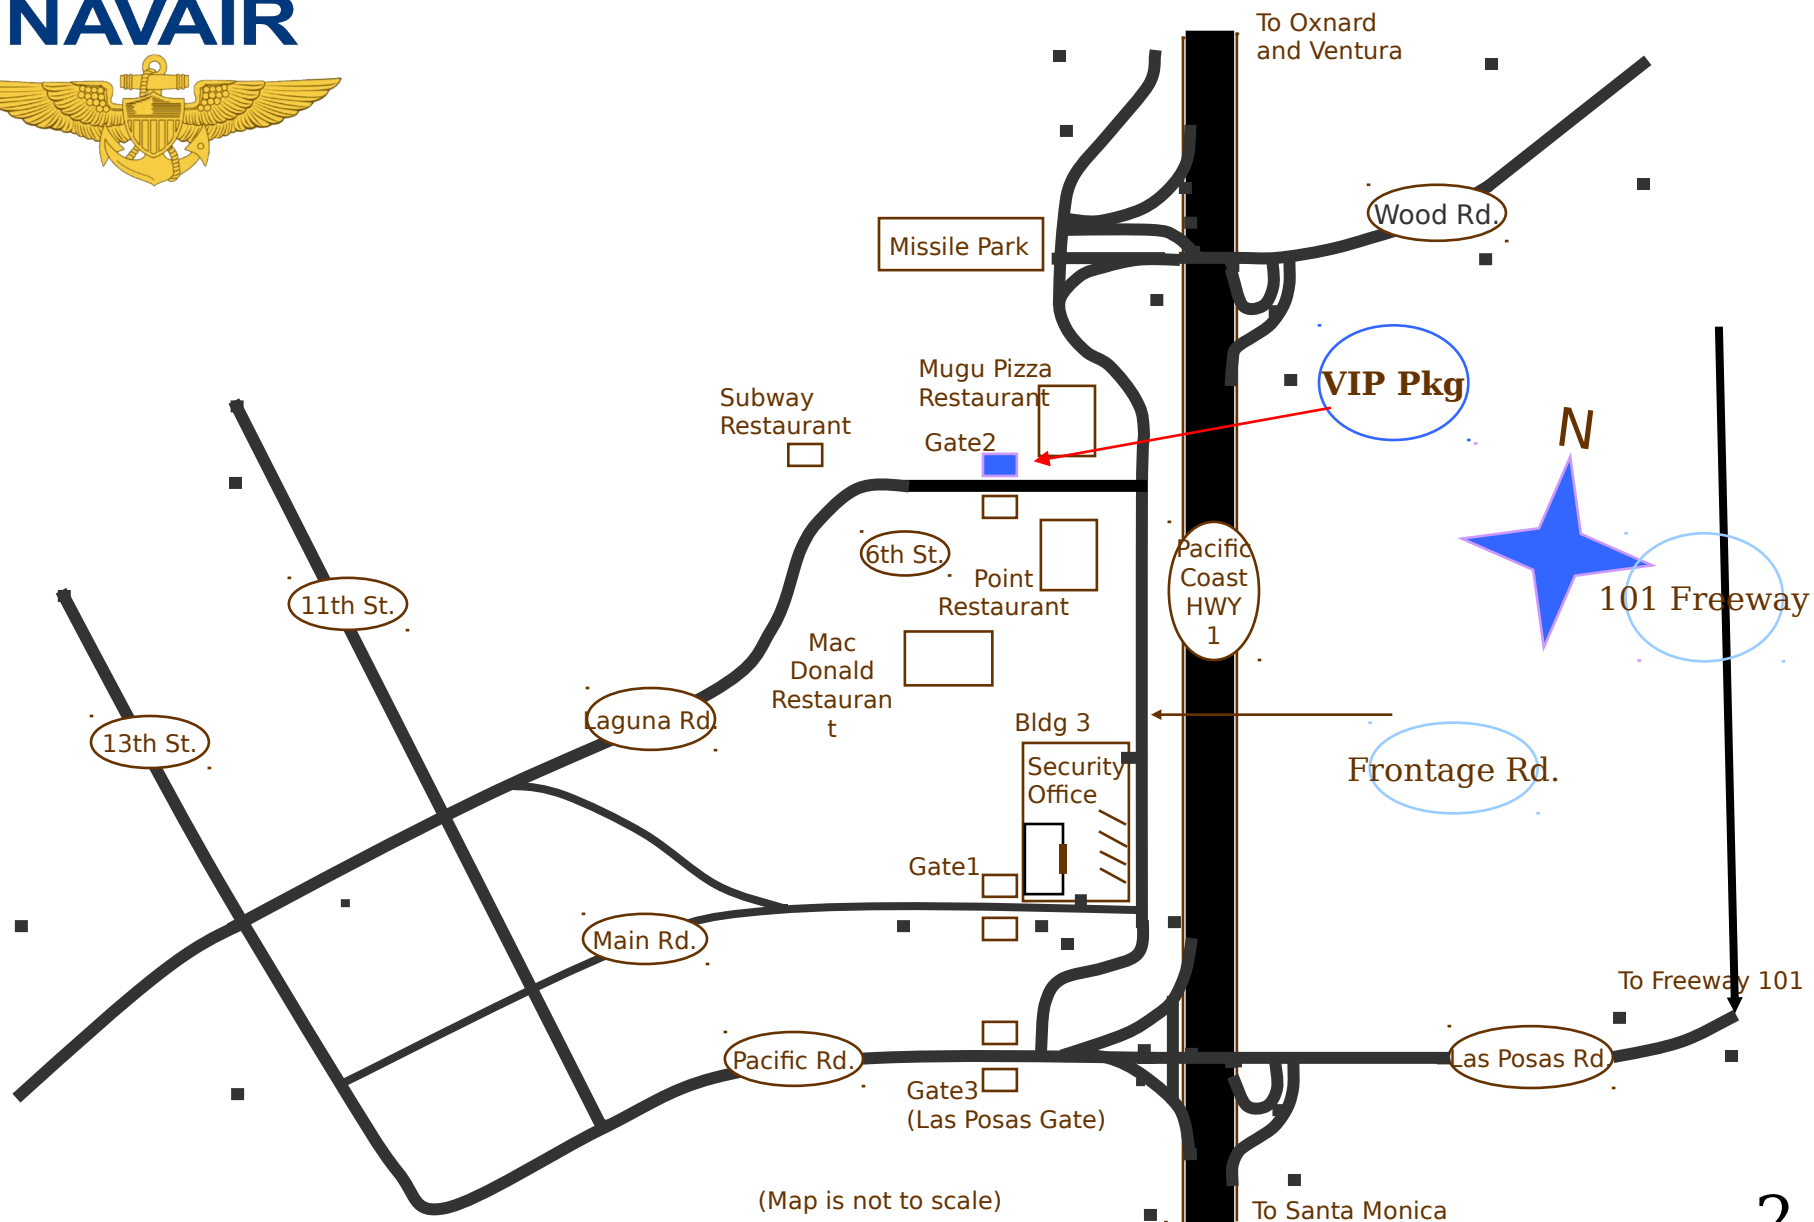 NAVAIR
To Oxnard
and Ventura
Wood Rd.
Missile Park
VIP Pkg
Mugu Pizza
Restaurant
Subway
Restaurant
Gate2
N
6th St.
Pacific
Coast
HWY
1
Point
Restaurant
101 Freeway
11th St.
Mac
Donald
Restauran
t
Laguna Rd.
13th St.
Bldg 3
Security
Office
Frontage Rd.
Gate1
Main Rd.
To Freeway 101
Pacific Rd.
Las Posas Rd.
Gate3
(Las Posas Gate)
(Map is not to scale)
To Santa Monica
2